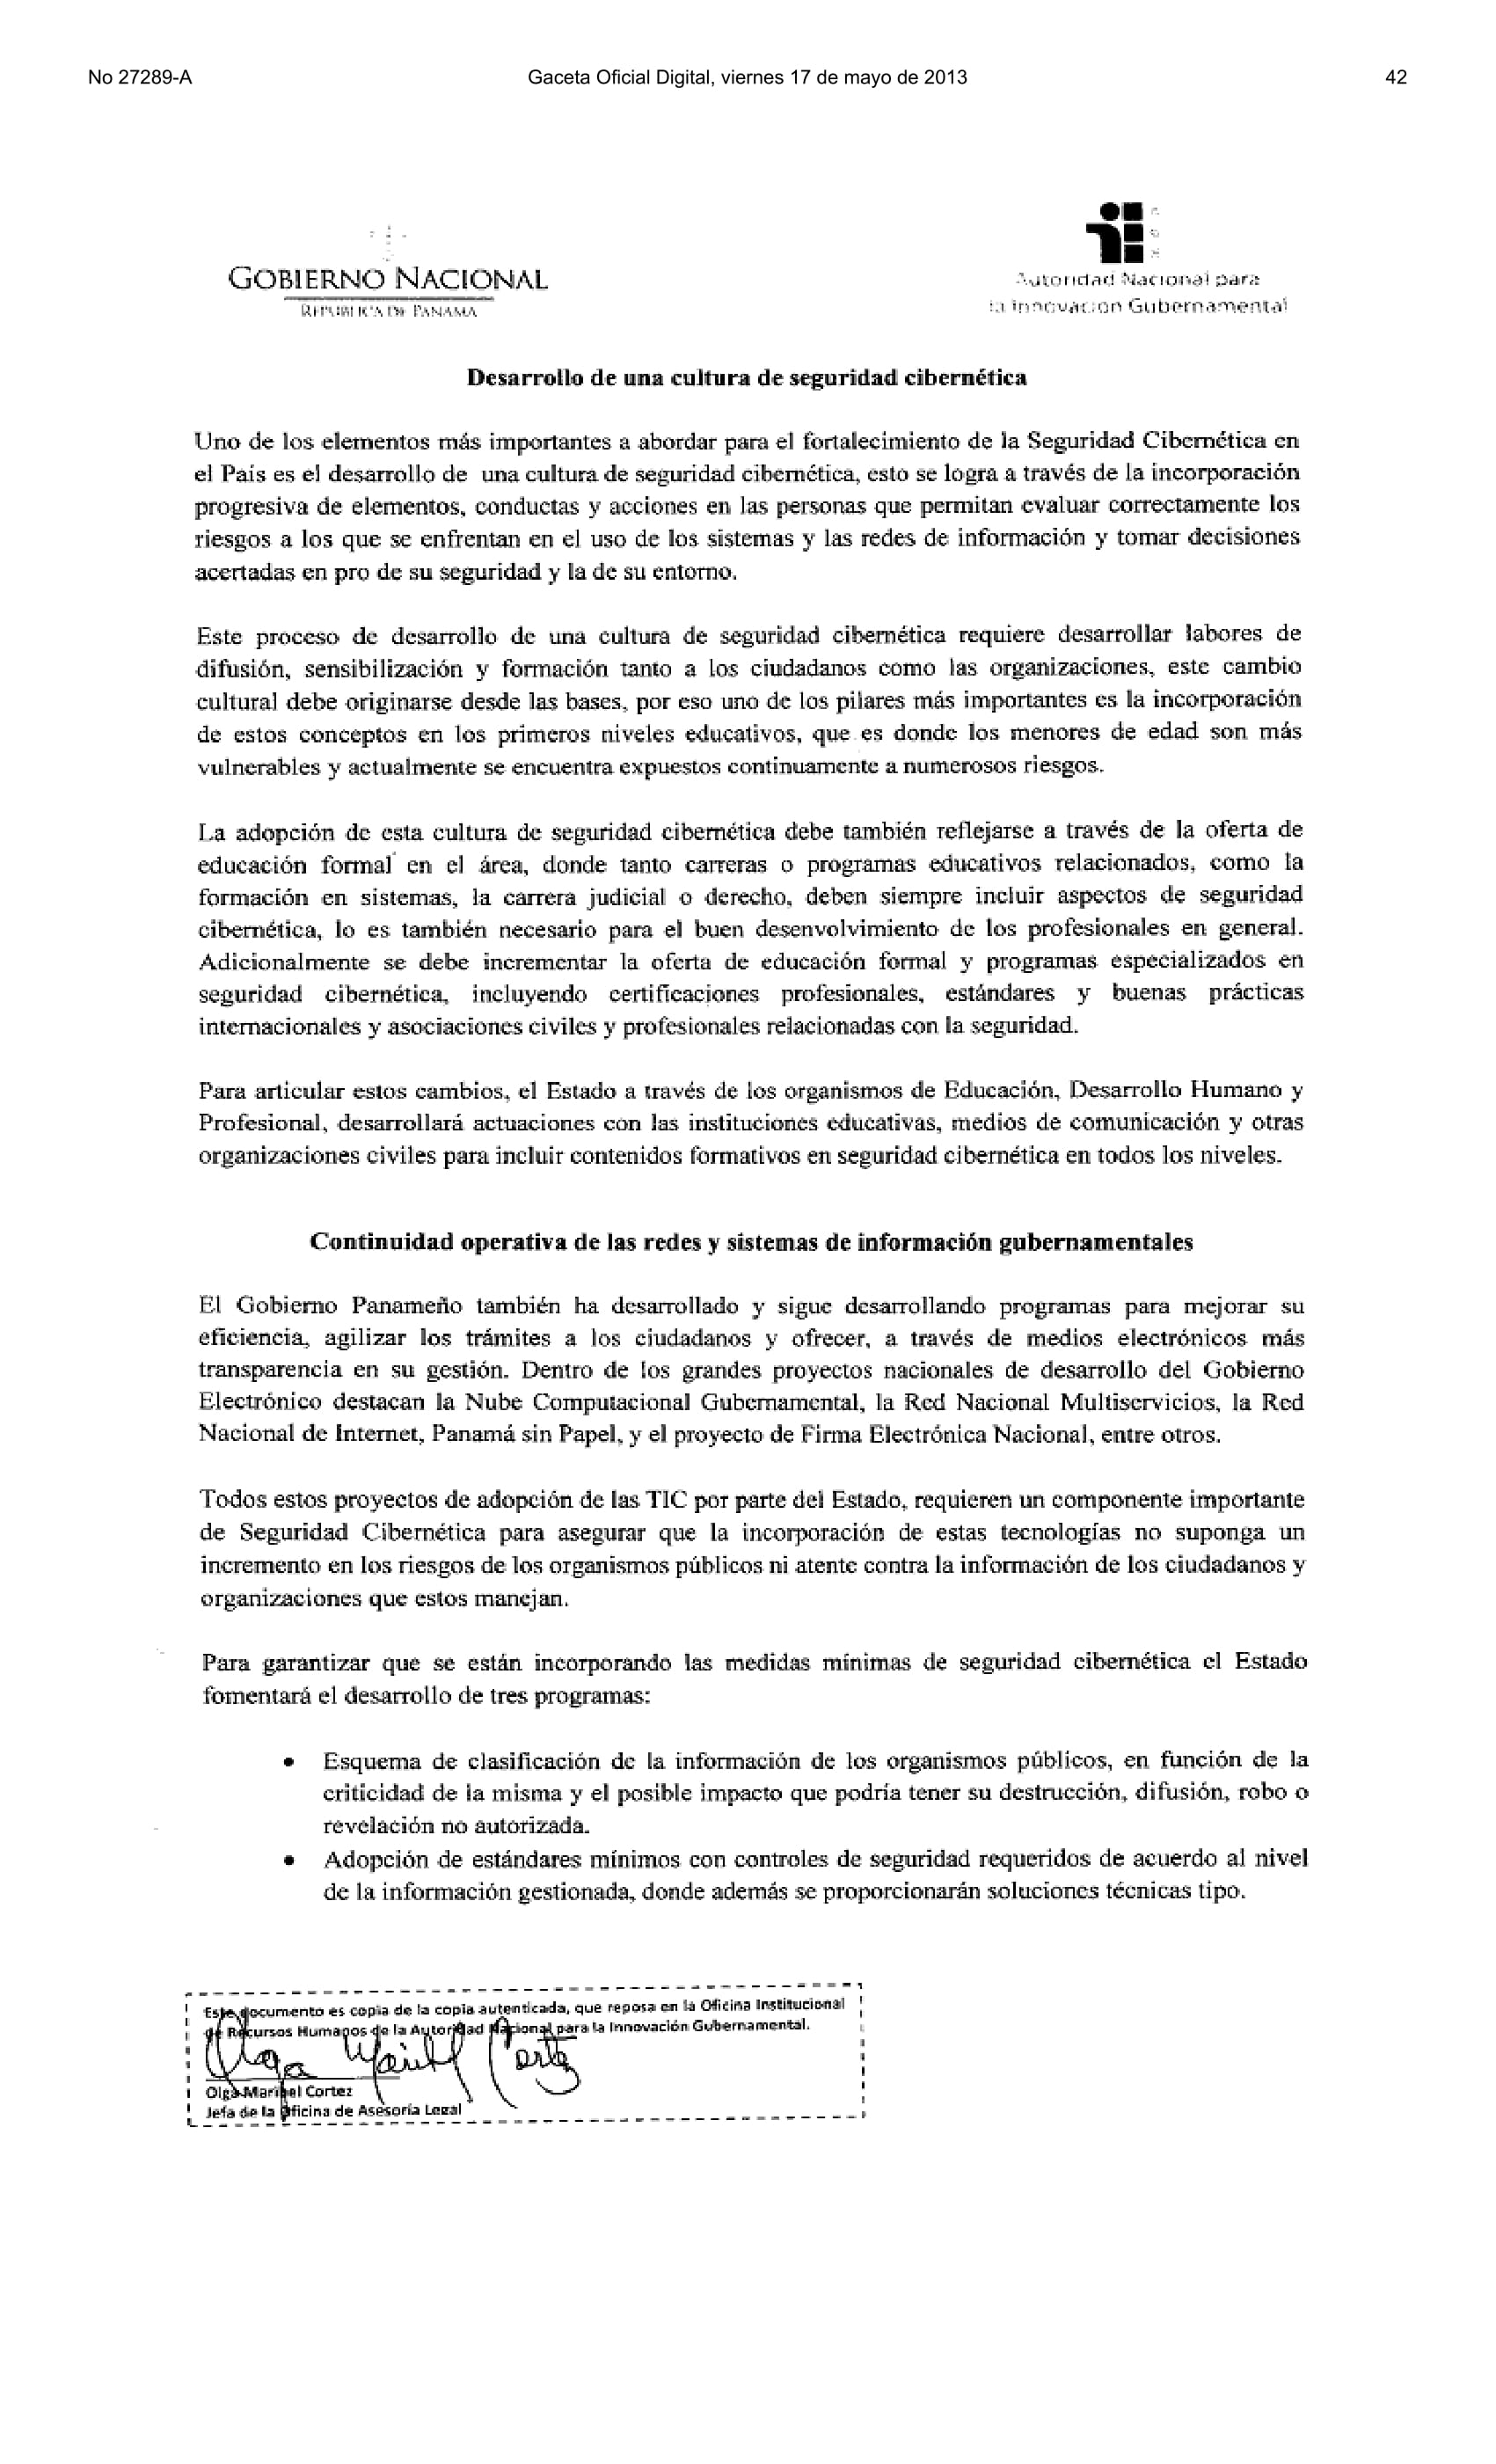 No 27289-A
Gaceta Oficial Digital, viernes 17 de mayo de 2013
42
GOBIERNO NACIONAL
REPÚBLICA DE PANAMÁ
Autoridad Nacional para
la Innovación Gubernamental
Desarrollo de una cultura de seguridad cibernética
Uno de los elementos más importantes a abordar para el fortalecimiento de la Seguridad Cibernética en
el País es el desarrollo de una cultura de seguridad cibernética, esto se logra a través de la incorporación
progresiva de elementos, conductas y acciones en las personas que permitan evaluar correctamente los
riesgos a los que se enfrentan en el uso de los sistemas y las redes de información y tomar decisiones
acertadas en pro de su seguridad y la de su entorno.
Este proceso de desarrollo de una cultura de seguridad cibernética requiere desarrollar labores de
difusión, sensibilización y formación tanto a los ciudadanos como las organizaciones, este cambio
cultural debe originarse desde las bases, por eso uno de los pilares más importantes es la incorporación
de estos conceptos en los primeros niveles educativos, que es donde los menores de edad son más
vulnerables y actualmente se encuentra expuestos continuamente a numerosos riesgos.
La adopción de esta cultura de seguridad cibernética debe también reflejarse a través de la oferta de
educación formal en el área, donde tanto carreras o programas educativos relacionados, como la
formación en sistemas, la carrera judicial o derecho, deben siempre incluir aspectos de seguridad
cibernética, lo es también necesario para el buen desenvolvimiento de los profesionales en general.
Adicionalmente se debe incrementar la oferta de educación formal y programas especializados en
seguridad cibernética, incluyendo certificaciones profesionales, estándares y buenas prácticas
internacionales y asociaciones civiles y profesionales relacionadas con la seguridad.
Para articular estos cambios, el Estado a través de los organismos de Educación, Desarrollo Humano y
Profesional, desarrollará actuaciones con las instituciones educativas, medios de comunicación y otras
organizaciones civiles para incluir contenidos formativos en seguridad cibernética en todos los niveles.
Continuidad operativa de las redes y sistemas de información gubernamentales
El Gobierno Panameño también ha desarrollado y sigue desarrollando programas para mejorar su
eficiencia, agilizar los trámites a los ciudadanos y ofrecer, a través de medios electrónicos más
transparencia en su gestión. Dentro de los grandes proyectos nacionales de desarrollo del Gobierno
Electrónico destacan la Nube Computacional Gubernamental, la Red Nacional Multiservicios, la Red
Nacional de Internet, Panamá sin Papel, y el proyecto de Firma Electrónica Nacional, entre otros.
Todos estos proyectos de adopción de las TIC por parte del Estado, requieren un componente importante
de Seguridad Cibernética para asegurar que la incorporación de estas tecnologías no suponga un
incremento en los riesgos de los organismos públicos ni atente contra la información de los ciudadanos y
organizaciones que estos manejan.
Para garantizar que se están incorporando las medidas mínimas de seguridad cibernética el Estado
fomentará el desarrollo de tres programas:
• Esquema de clasificación de la información de los organismos públicos, en función de la
criticidad de la misma y el posible impacto que podría tener su destrucción, difusión, robo o
revelación no autorizada.
• Adopción de estándares mínimos con controles de seguridad requeridos de acuerdo al nivel
de la información gestionada, donde además se proporcionarán soluciones técnicas tipo.
Este documento es copia de la copia autenticada, que reposa en la Oficina Institucional
de Recursos Humanos de la Autoridad Nacional para la Innovación Gubernamental.
Olga Maribel Cortez
Olga Maribel Cortez
Jefa de la Oficina de Asesoría Legal